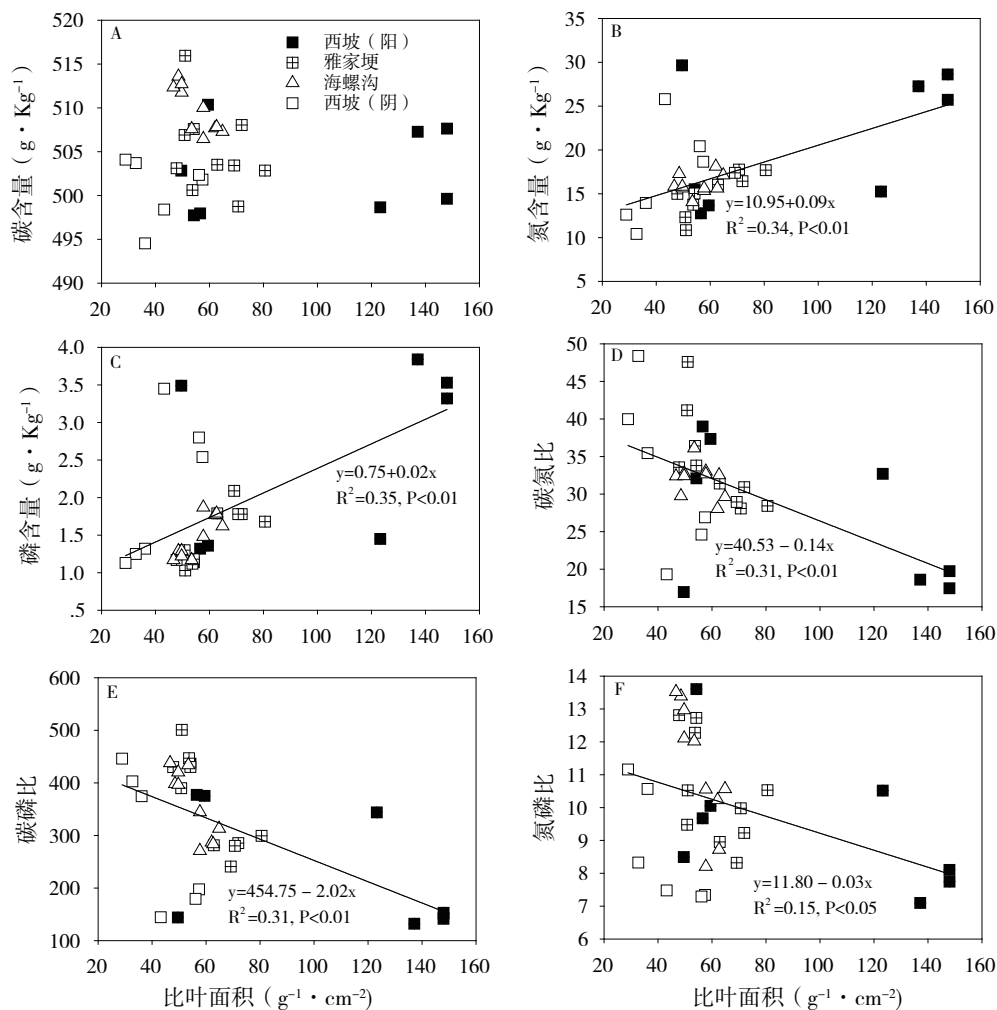 A
520
515
510
505
500
495
490
碳含量（g·Kg⁻¹）
20 40 60 80 100 120 140 160
西坡（阳）
雅家埂
海螺沟
西坡（阴）
B
35
30
25
20
15
10
5
氮含量（g·Kg⁻¹）
y=10.95+0.09x
R²=0.34, P<0.01
20 40 60 80 100 120 140 160
C
4.0
3.5
3.0
2.5
2.0
1.5
1.0
.5
磷含量（g·Kg⁻¹）
y=0.75+0.02x
R²=0.35, P<0.01
20 40 60 80 100 120 140 160
D
50
45
40
35
30
25
20
15
碳氮比
y=40.53－0.14x
R²=0.31, P<0.01
20 40 60 80 100 120 140 160
E
600
500
400
300
200
100
碳磷比
y=454.75－2.02x
R²=0.31, P<0.01
20 40 60 80 100 120 140 160
比叶面积（g⁻¹·cm⁻²）
F
14
13
12
11
10
9
8
7
6
氮磷比
y=11.80－0.03x
R²=0.15, P<0.05
20 40 60 80 100 120 140 160
比叶面积（g⁻¹·cm⁻²）